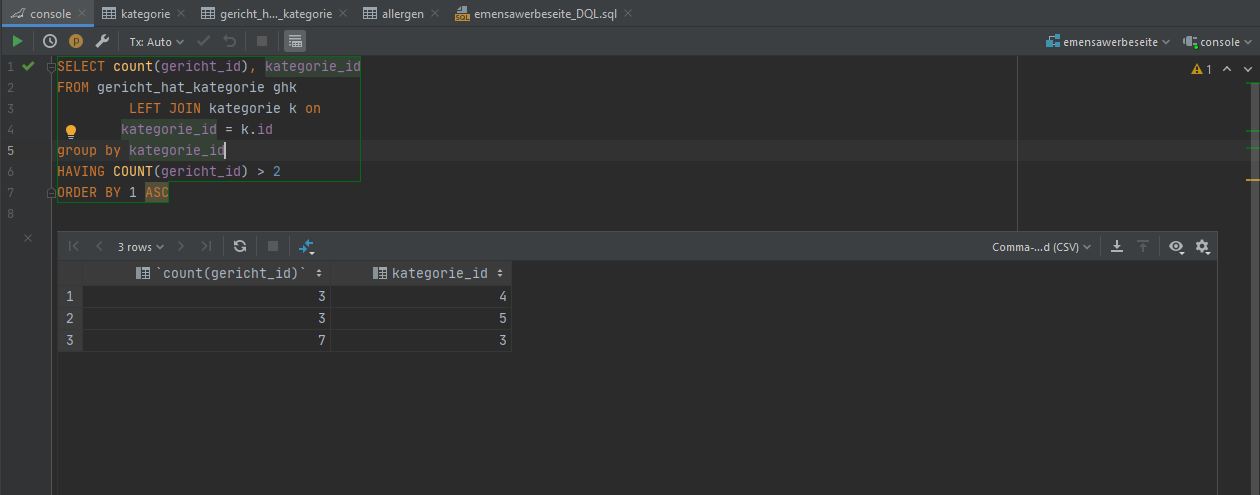 console
kategorie
gericht_h..._kategorie
allergen
emensawerbeseite_DQL.sql
Tx: Auto
emensawerbeseite
console
1 SELECT count(gericht_id), kategorie_id
1
2 FROM gericht_hat_kategorie ghk
3 LEFT JOIN kategorie k on
4 kategorie_id = k.id
5 group by kategorie_id
6 HAVING COUNT(gericht_id) > 2
7 ORDER BY 1 ASC
8
3 rows
Comma-...d (CSV)
`count(gericht_id)` kategorie_id
1 3 4
2 3 5
3 7 3